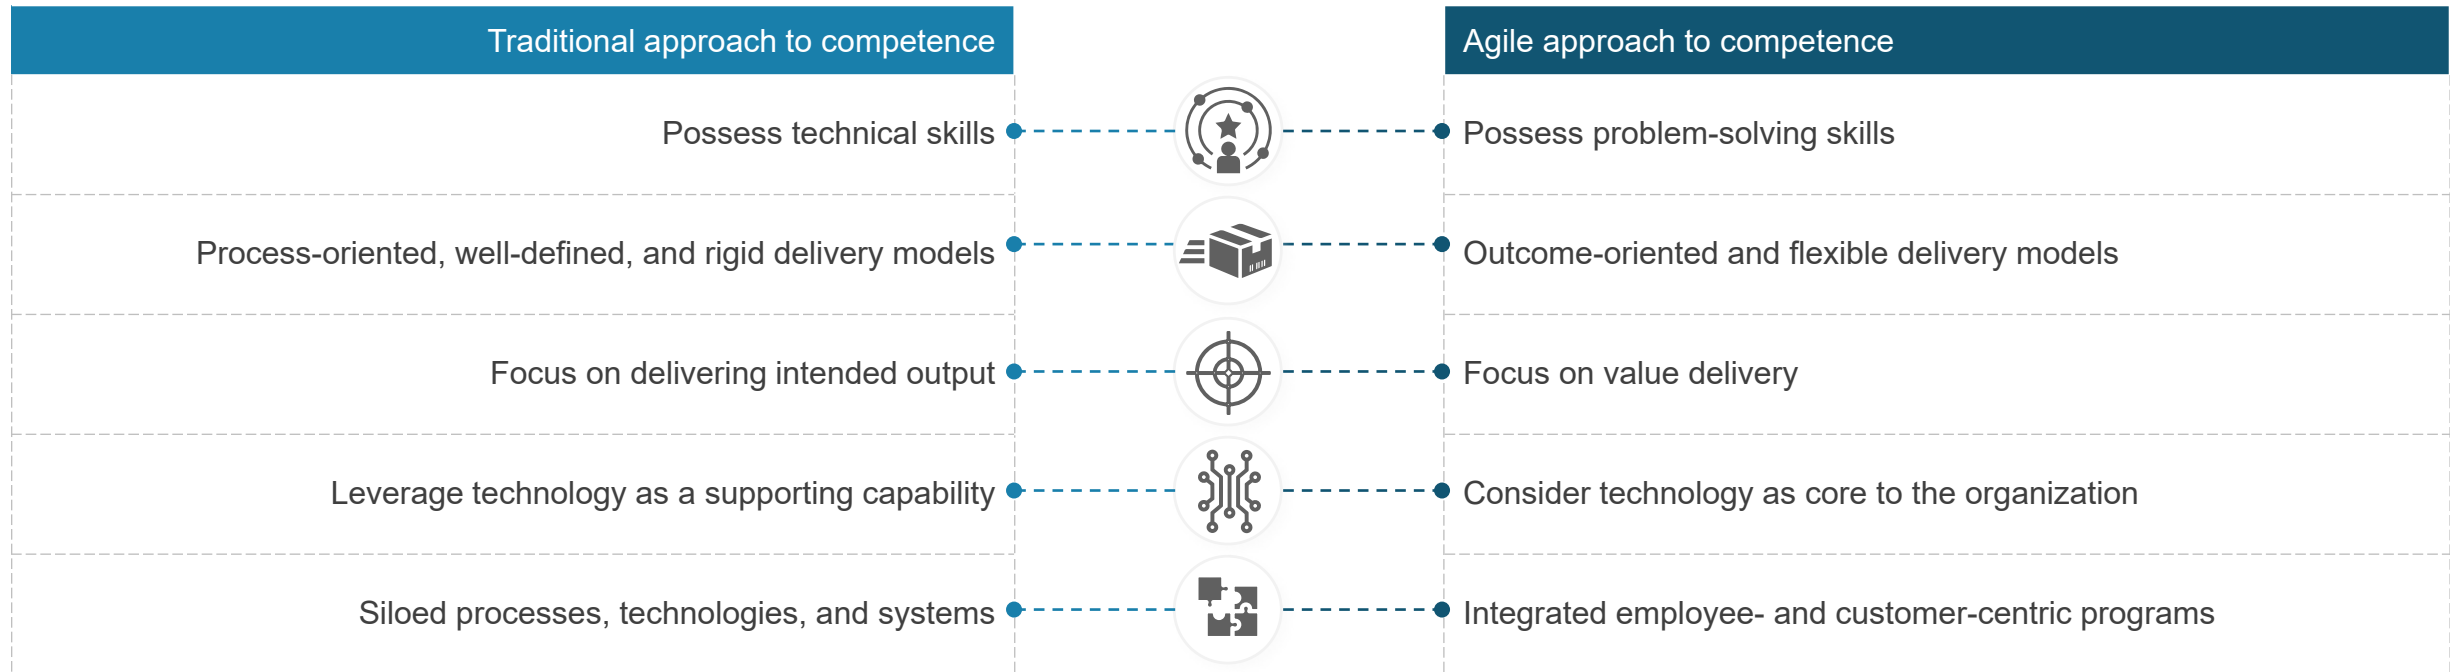 Traditional approach to competence
Agile approach to competence
Possess technical skills
Possess problem-solving skills
Process-oriented, well-defined, and rigid delivery models
Outcome-oriented and flexible delivery models
Focus on delivering intended output
Focus on value delivery
Leverage technology as a supporting capability
Consider technology as core to the organization
Siloed processes, technologies, and systems
Integrated employee- and customer-centric programs